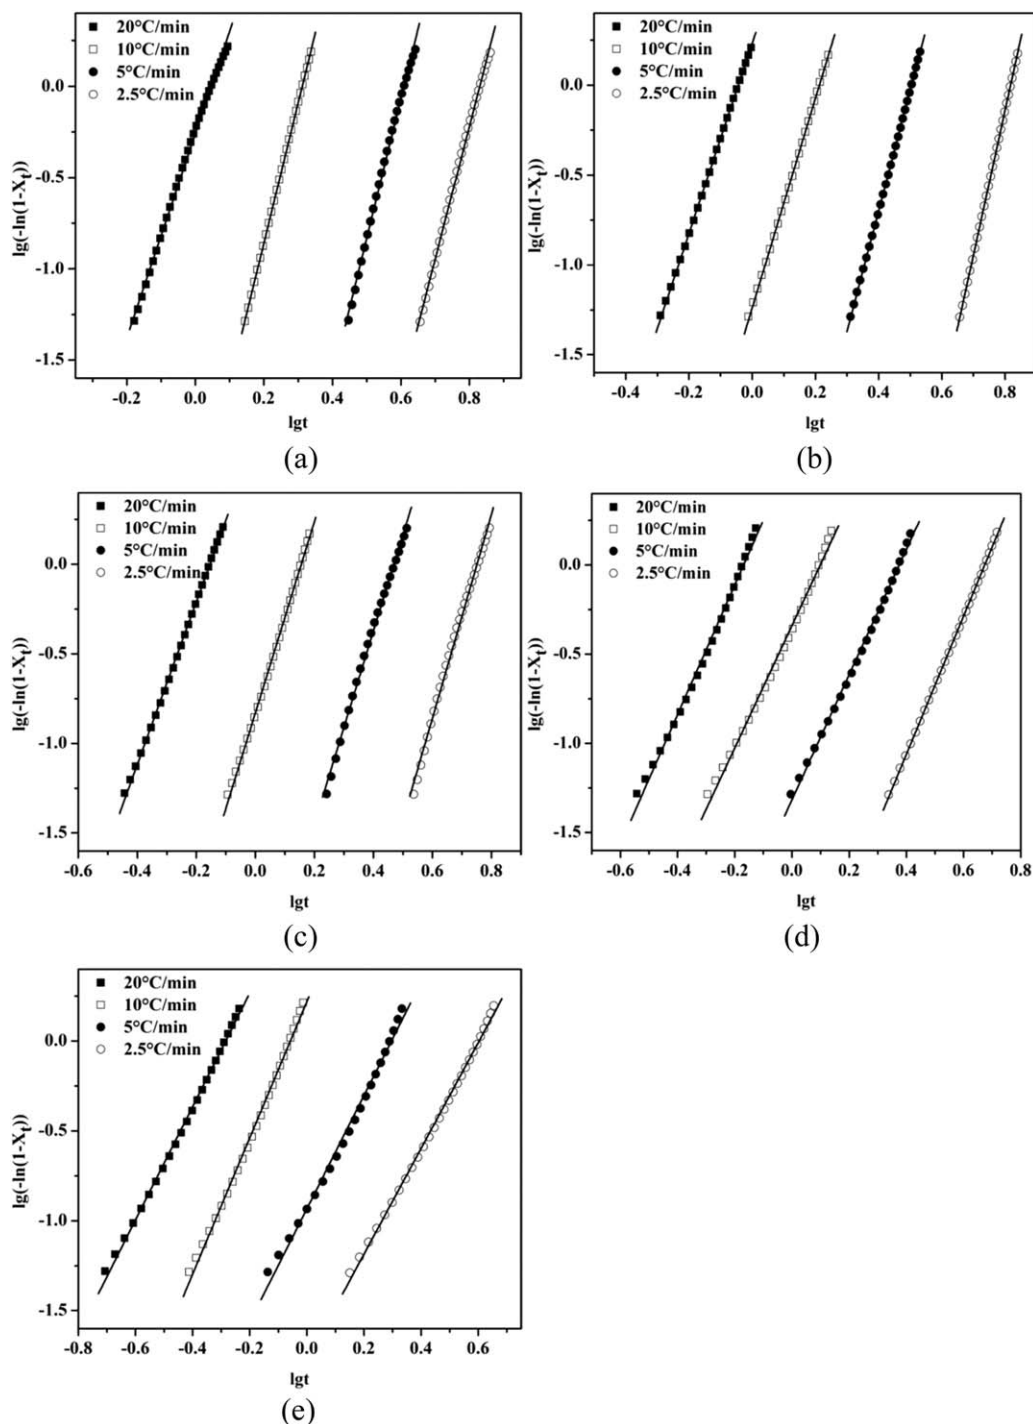 20°C/min
10°C/min
5°C/min
2.5°C/min
lg(-ln(1-Xt))
0.0
-0.5
-1.0
-1.5
-0.2 0.0 0.2 0.4 0.6 0.8
lgt
(a)
20°C/min
10°C/min
5°C/min
2.5°C/min
lg(-ln(1-Xt))
0.0
-0.5
-1.0
-1.5
-0.4 -0.2 0.0 0.2 0.4 0.6 0.8
lgt
(b)
20°C/min
10°C/min
5°C/min
2.5°C/min
lg(-ln(1-Xt))
0.0
-0.5
-1.0
-1.5
-0.6 -0.4 -0.2 0.0 0.2 0.4 0.6 0.8
lgt
(c)
20°C/min
10°C/min
5°C/min
2.5°C/min
lg(-ln(1-Xt))
0.0
-0.5
-1.0
-1.5
-0.6 -0.4 -0.2 0.0 0.2 0.4 0.6 0.8
lgt
(d)
20°C/min
10°C/min
5°C/min
2.5°C/min
lg(-ln(1-Xt))
0.0
-0.5
-1.0
-1.5
-0.8 -0.6 -0.4 -0.2 0.0 0.2 0.4 0.6
lgt
(e)